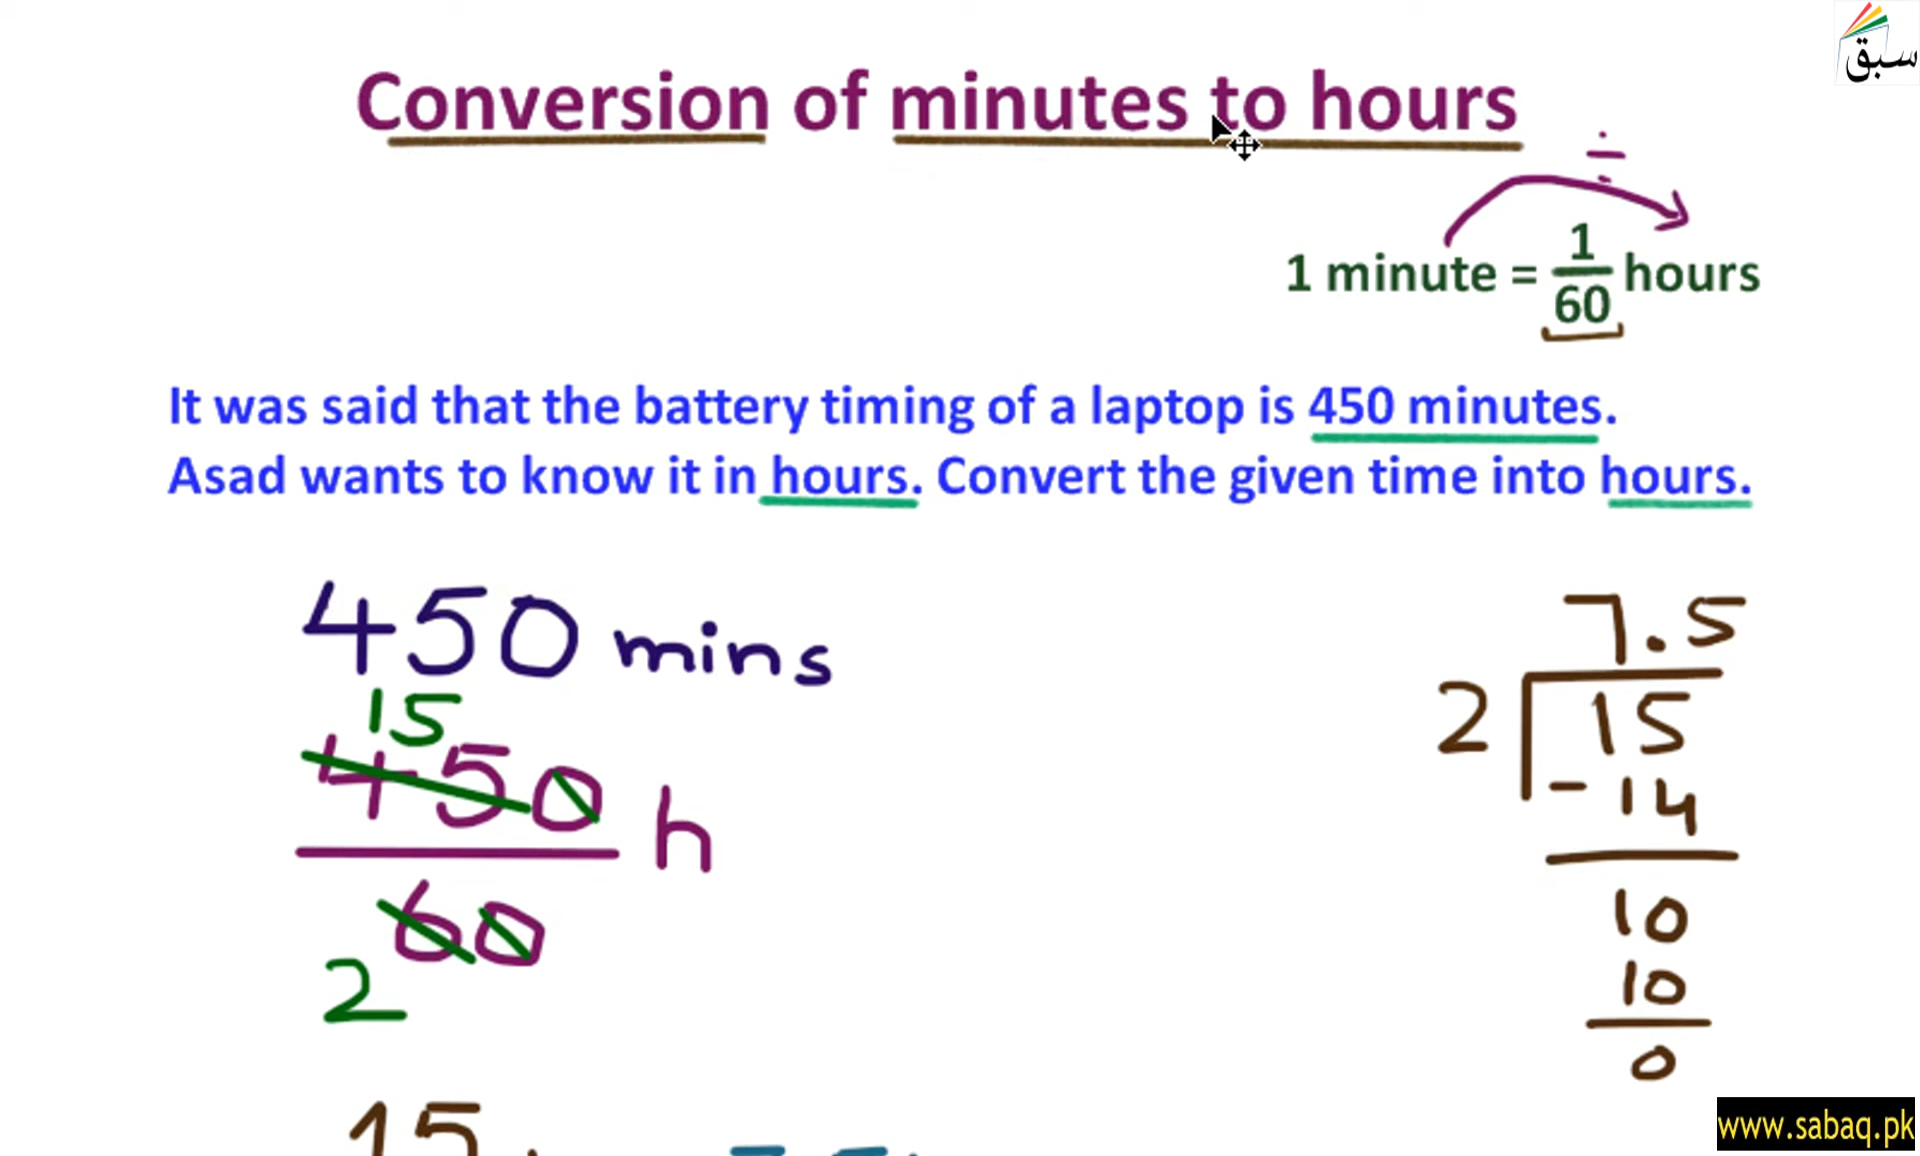 سبق
Conversion of minutes to hours
÷
1 minute = 1/60 hours
It was said that the battery timing of a laptop is 450 minutes.
Asad wants to know it in hours. Convert the given time into hours.
450 mins
15
450 h
60
2
7.5
2 15
- 14
10
10
0
15
www.sabaq.pk